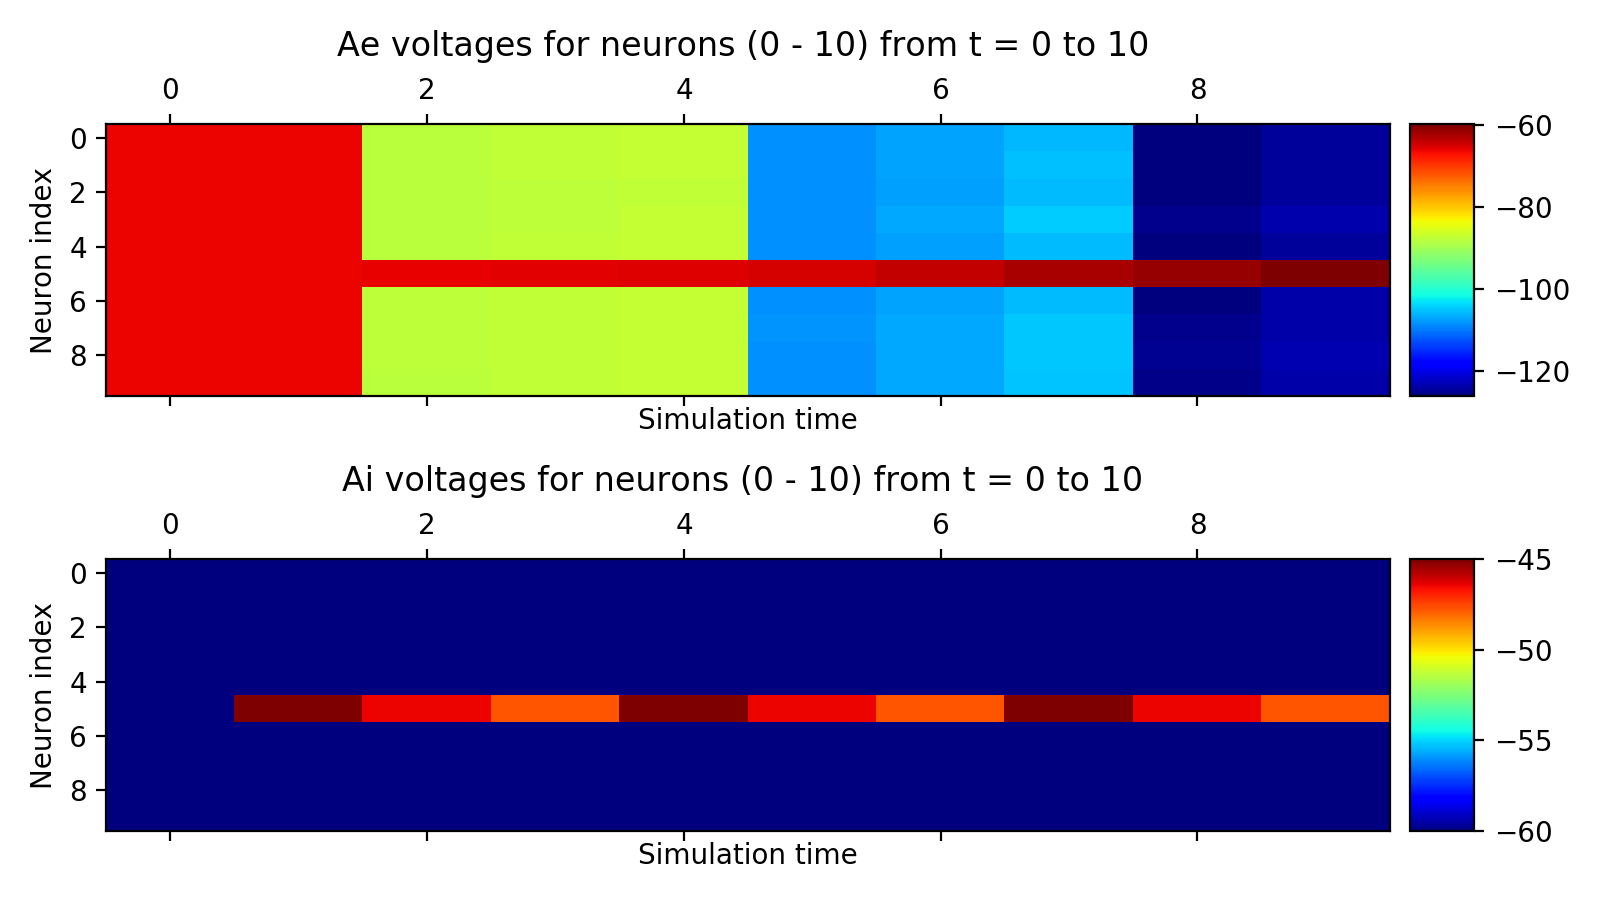 Ae voltages for neurons (0 - 10) from t = 0 to 10
0 2 4 6 8
Neuron index
0
2
4
6
8
−60
−80
−100
−120
Simulation time
Ai voltages for neurons (0 - 10) from t = 0 to 10
0 2 4 6 8
Neuron index
0
2
4
6
8
−45
−50
−55
−60
Simulation time